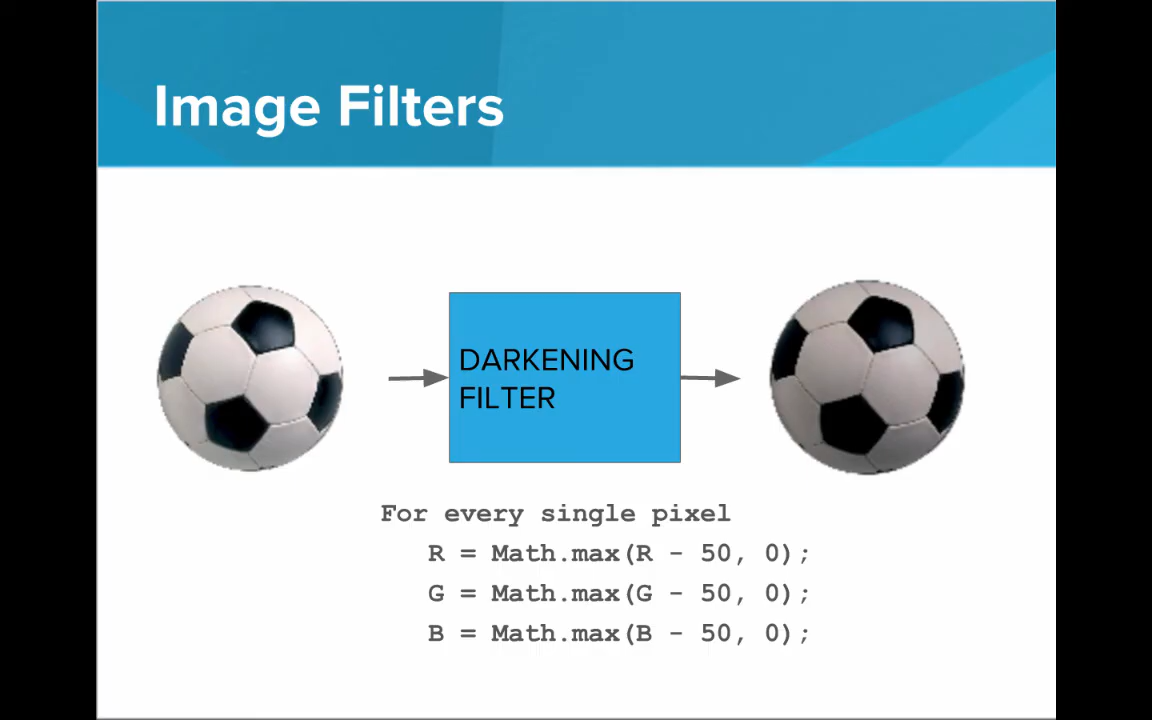 Image Filters
DARKENING
FILTER
For every single pixel
R = Math.max(R - 50, 0);
G = Math.max(G - 50, 0);
B = Math.max(B - 50, 0);